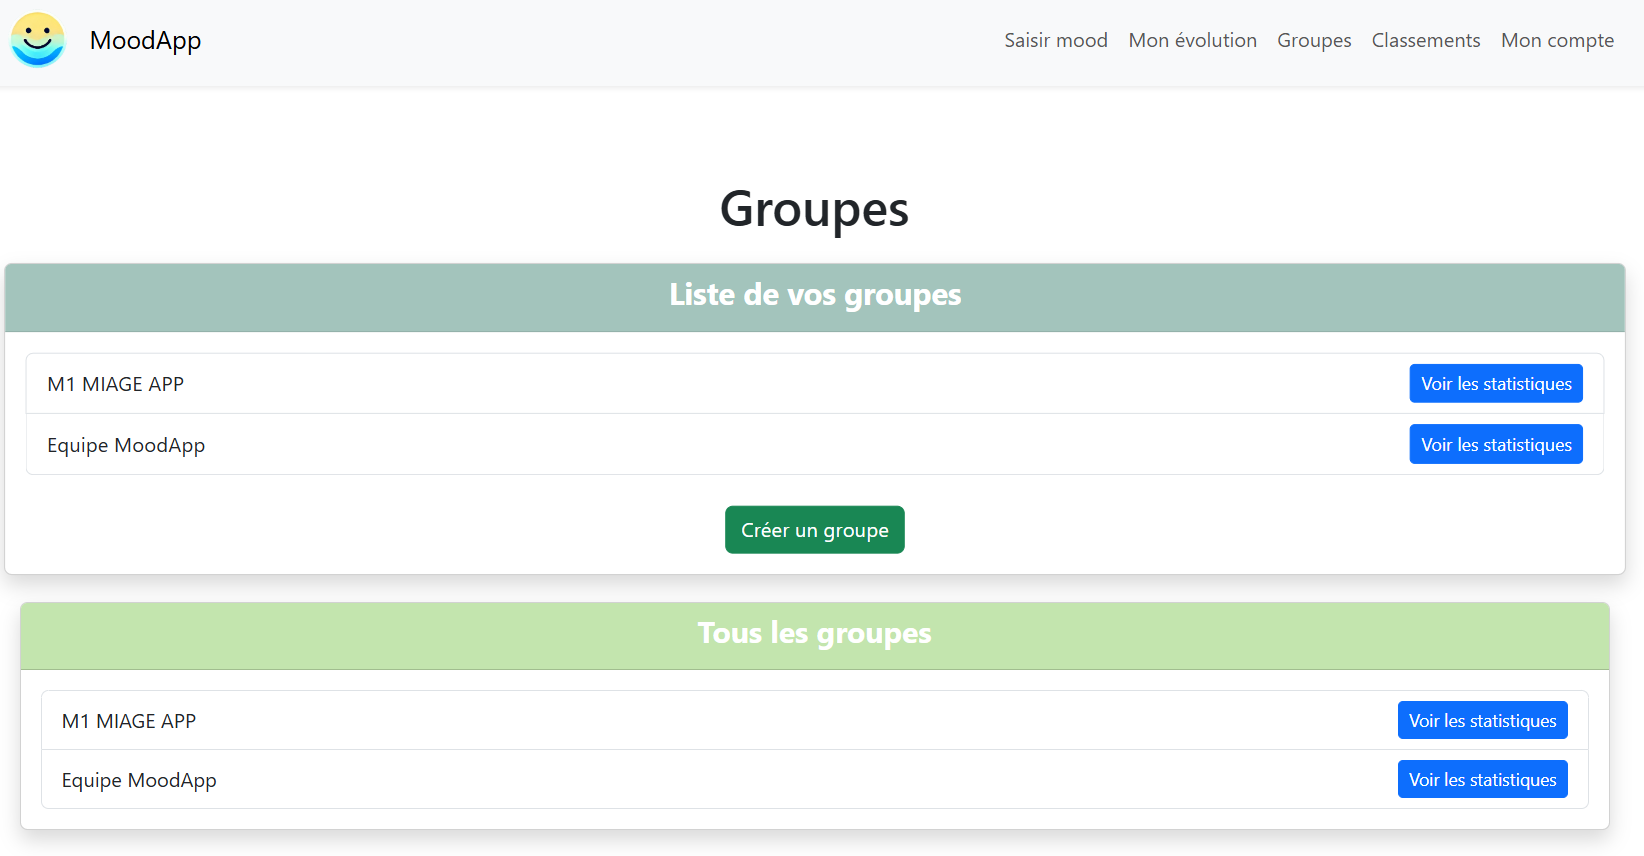 MoodApp
Saisir mood Mon évolution Groupes Classements Mon compte
Groupes
Liste de vos groupes
M1 MIAGE APP Voir les statistiques
Equipe MoodApp Voir les statistiques
Créer un groupe
Tous les groupes
M1 MIAGE APP Voir les statistiques
Equipe MoodApp Voir les statistiques